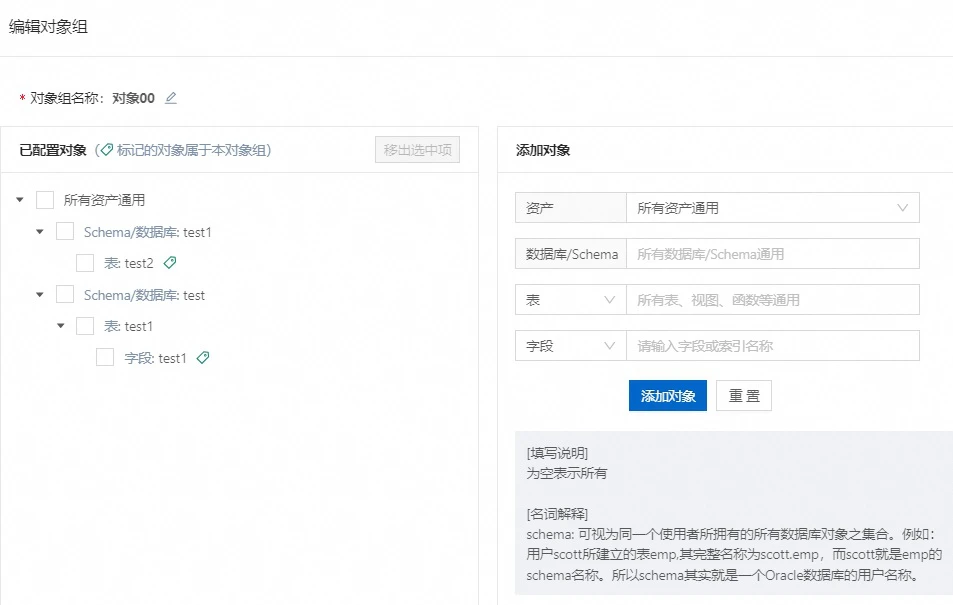 编辑对象组
* 对象组名称： 对象00
已配置对象 (标记的对象属于本对象组)
移出选中项
所有资产通用
Schema/数据库: test1
表: test2
Schema/数据库: test
表: test1
字段: test1
添加对象
资产 所有资产通用
数据库/Schema 所有数据库/Schema通用
表 所有表、视图、函数等通用
字段 请输入字段或索引名称
添加对象 重 置
[填写说明]
为空表示所有
[名词解释]
schema: 可视为同一个使用者所拥有的所有数据库对象之集合。例如：
用户scott所建立的表emp,其完整名称为scott.emp，而scott就是emp的
schema名称。所以schema其实就是一个Oracle数据库的用户名称。